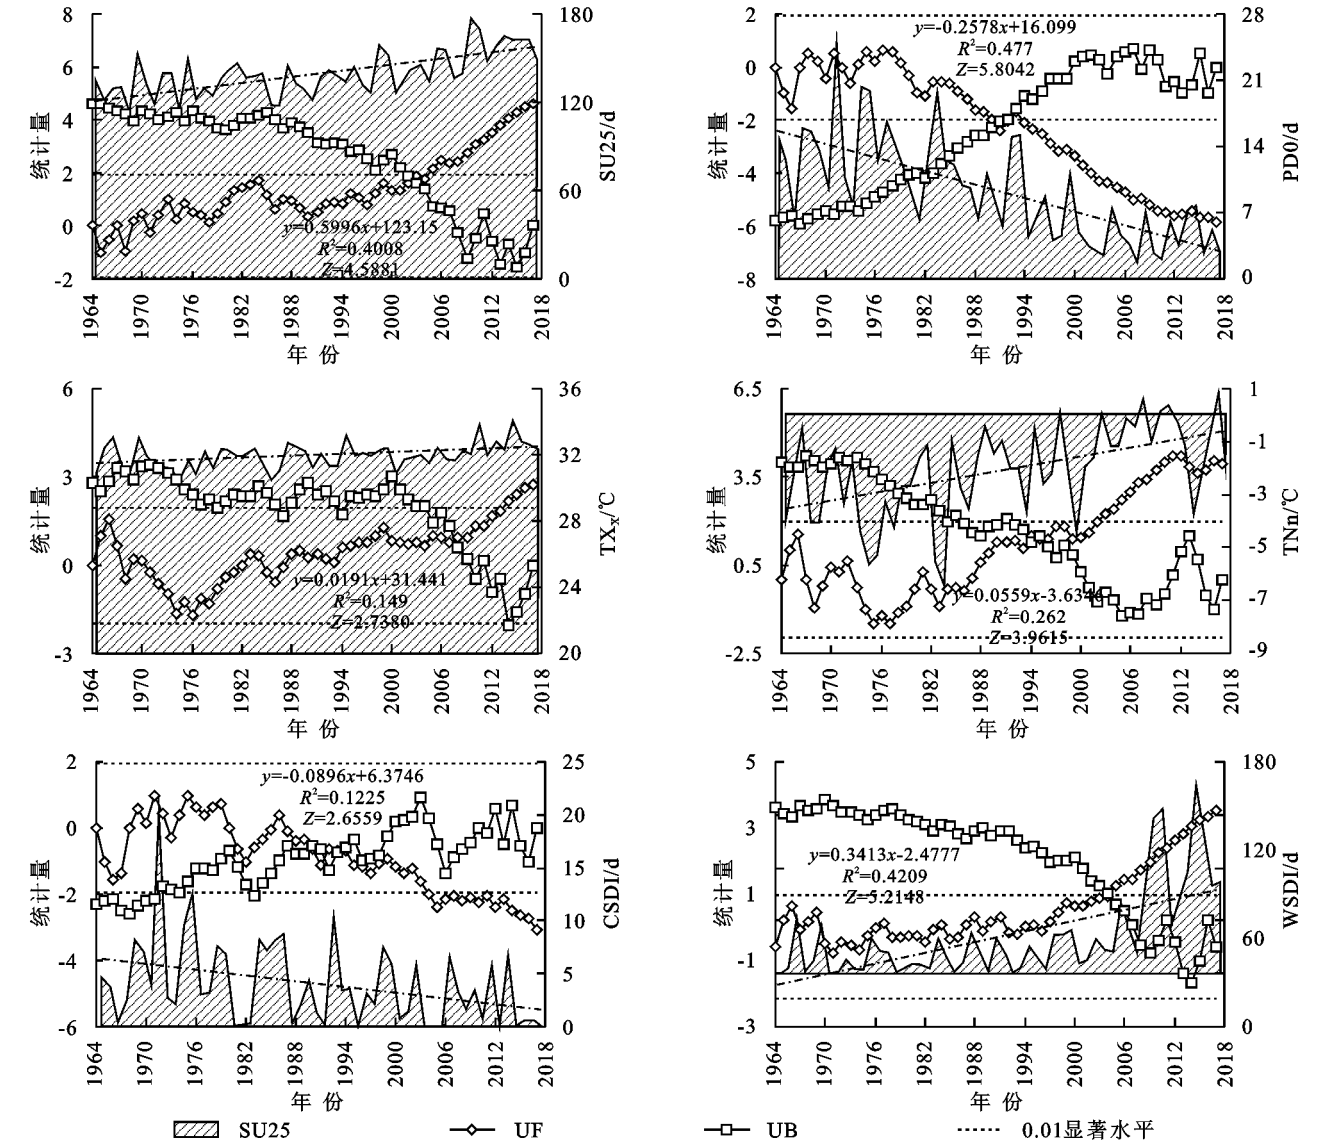 8
6
4
2
0
-2
统计量
180
120
60
0
SU25/d
y=0.5996x+123.15
R²=0.4008
Z=4.5881
1964 1970 1976 1982 1988 1994 2000 2006 2012 2018
年 份
2
0
-2
-4
-6
-8
统计量
28
21
14
7
0
PD0/d
y=-0.2578x+16.099
R²=0.477
Z=5.8042
1964 1970 1976 1982 1988 1994 2000 2006 2012 2018
年 份
6
3
0
-3
统计量
36
32
28
24
20
TXx/℃
y=0.0191x+31.441
R²=0.149
Z=2.7380
1964 1970 1976 1982 1988 1994 2000 2006 2012 2018
年 份
6.5
3.5
0.5
-2.5
统计量
1
-1
-3
-5
-7
-9
TNn/℃
y=0.0559x-3.6346
R²=0.262
Z=3.9615
1964 1970 1976 1982 1988 1994 2000 2006 2012 2018
年 份
2
0
-2
-4
-6
统计量
25
20
15
10
5
0
CSDI/d
y=-0.0896x+6.3746
R²=0.1225
Z=2.6559
1964 1970 1976 1982 1988 1994 2000 2006 2012 2018
年 份
5
3
1
-1
-3
统计量
180
120
60
0
WSDI/d
y=0.3413x-2.4777
R²=0.4209
Z=5.2148
1964 1970 1976 1982 1988 1994 2000 2006 2012 2018
年 份
SU25 UF UB 0.01显著水平